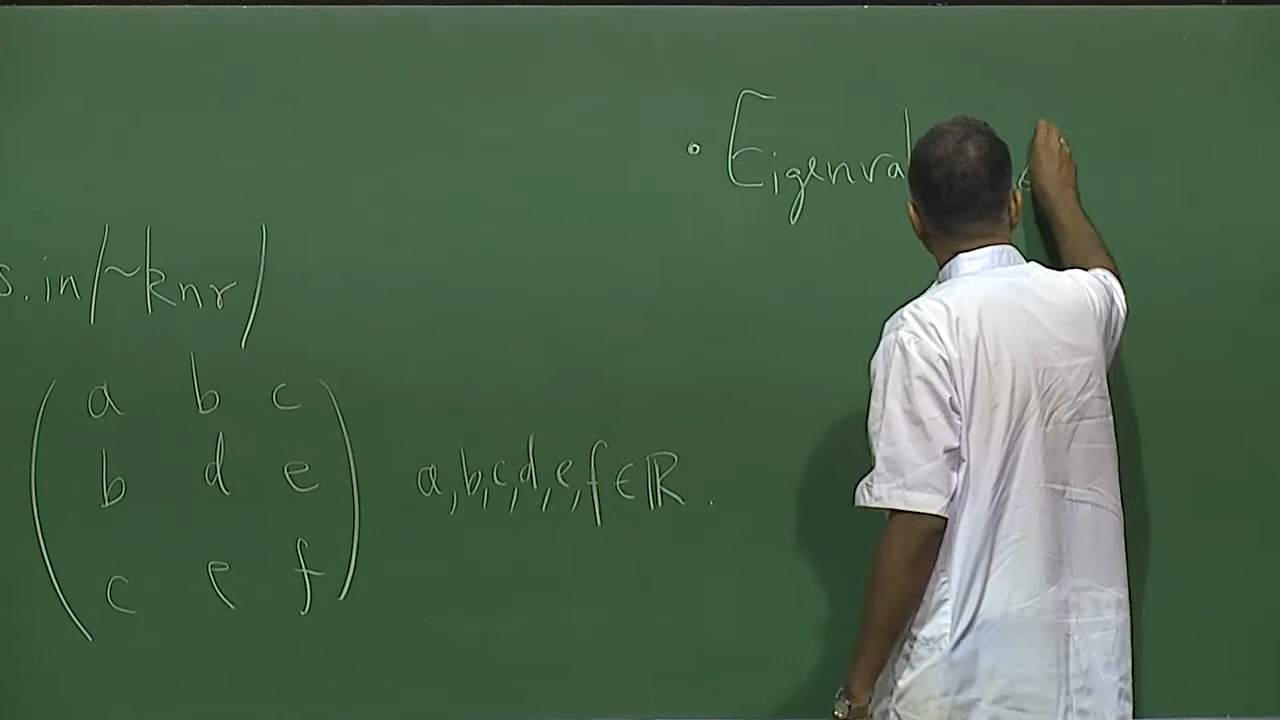 s.in/~knr/
a b c
b d e
c e f
a,b,c,d,e,f ∈ ℝ.
• Eigenval